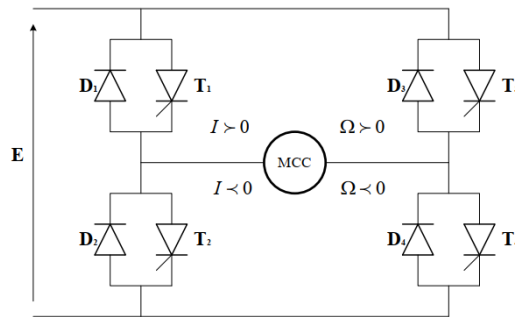 D₁ T₁ D₃ T
I ≻ 0 Ω ≻ 0
E MCC
I ≺ 0 Ω ≺ 0
D₂ T₂ D₄ T